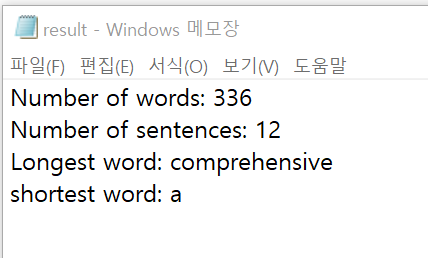 result - Windows 메모장
파일(F) 편집(E) 서식(O) 보기(V) 도움말
Number of words: 336
Number of sentences: 12
Longest word: comprehensive
shortest word: a